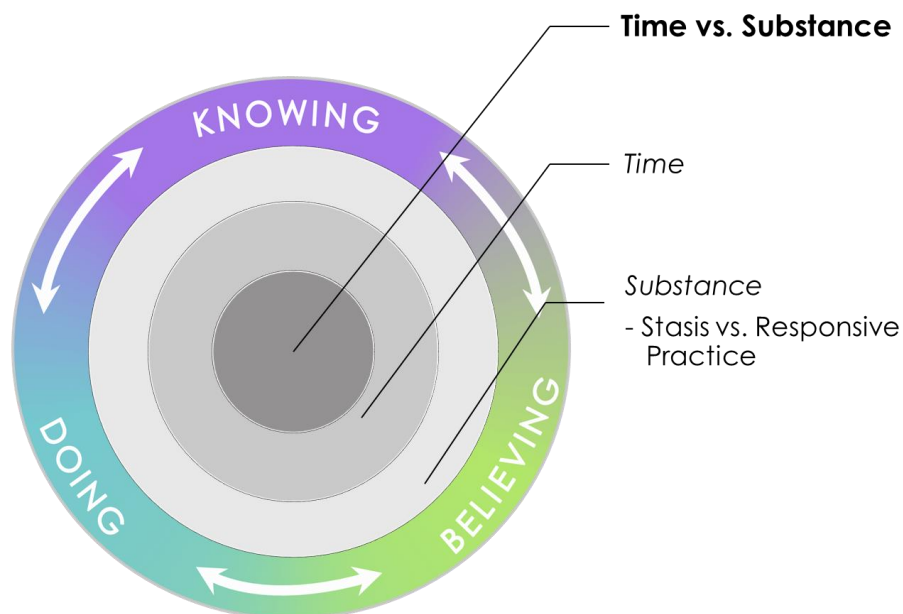 Time vs. Substance
KNOWING
Time
Substance
- Stasis vs. Responsive
Practice
DOING
BELIEVING